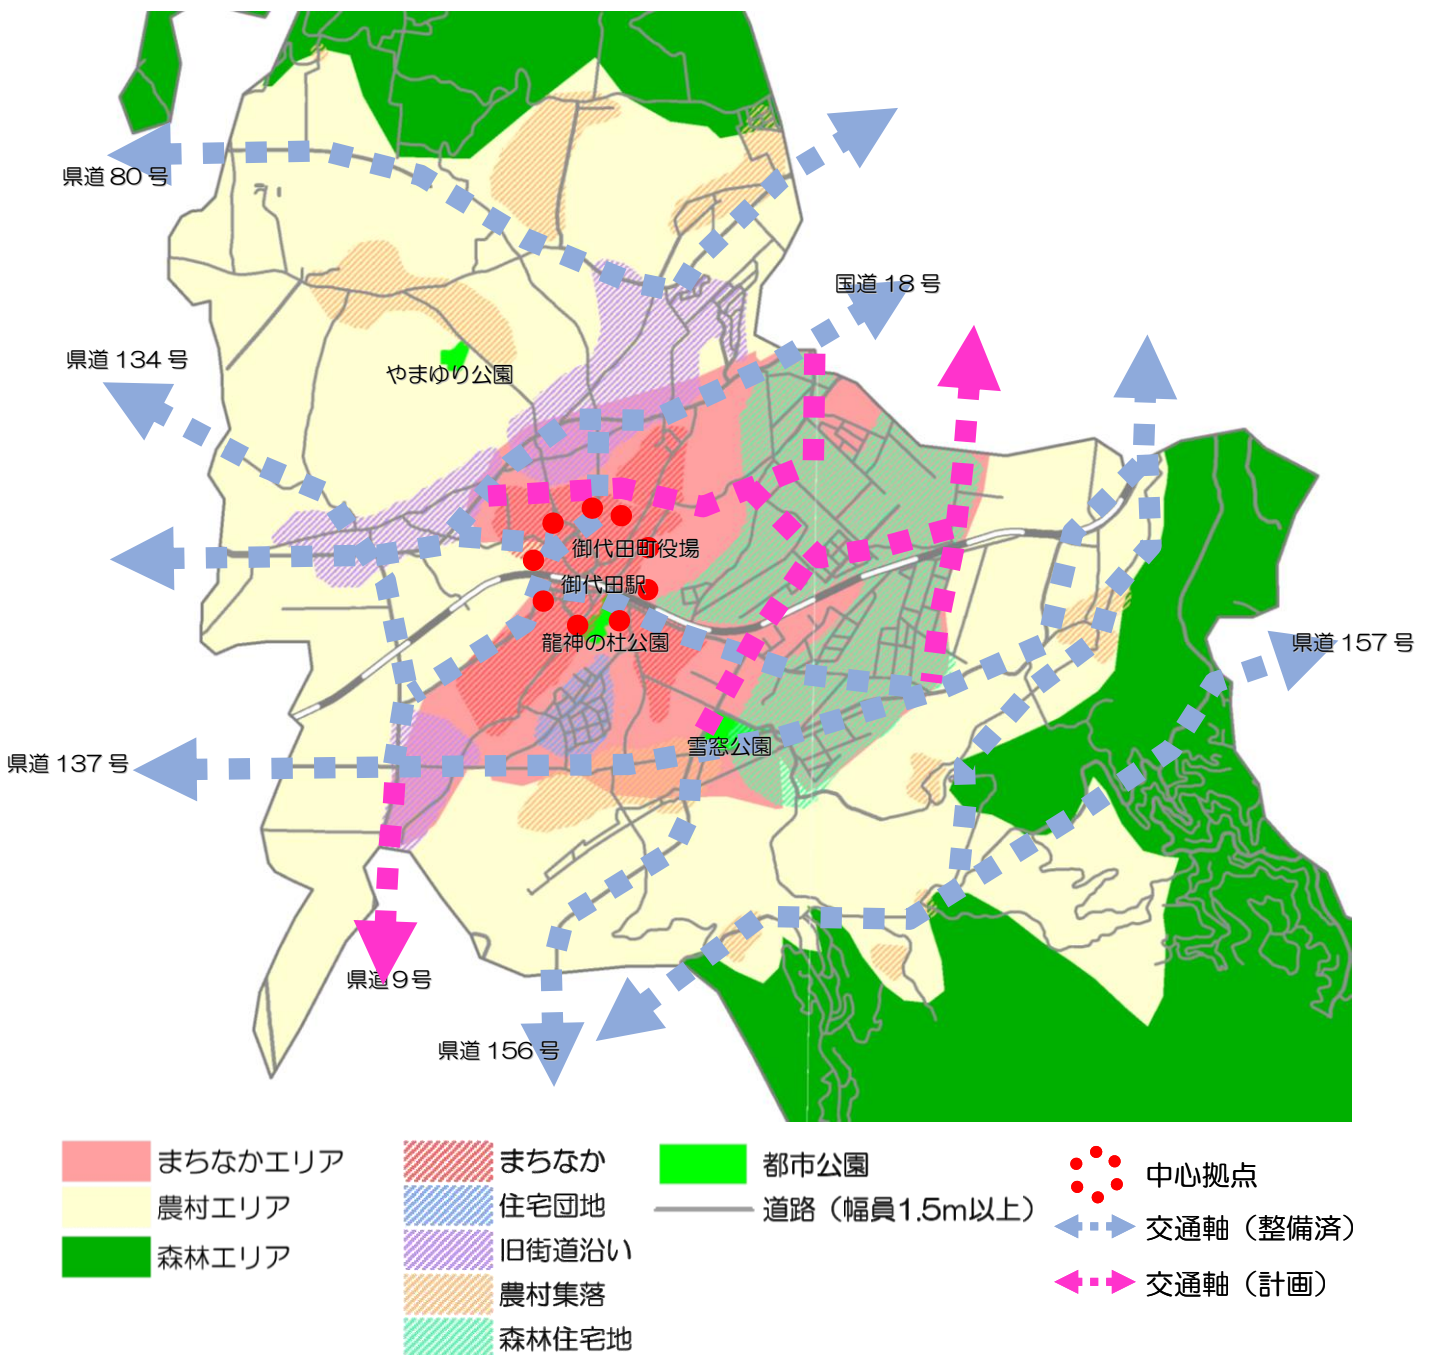 県道 80 号
国道 18 号
県道 134 号
やまゆり公園
御代田町役場
御代田駅
龍神の杜公園
県道 157 号
雪窓公園
県道 137 号
県道 9 号
県道 156 号
まちなかエリア
農村エリア
森林エリア
まちなか
住宅団地
旧街道沿い
農村集落
森林住宅地
都市公園
道路（幅員1.5m以上）
中心拠点
交通軸（整備済）
交通軸（計画）